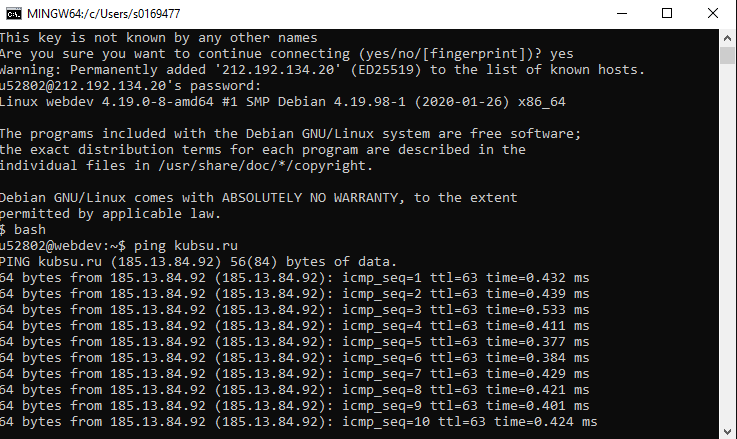 MINGW64:/c/Users/s0169477
This key is not known by any other names
Are you sure you want to continue connecting (yes/no/[fingerprint])? yes
Warning: Permanently added '212.192.134.20' (ED25519) to the list of known hosts.
u52802@212.192.134.20's password:
Linux webdev 4.19.0-8-amd64 #1 SMP Debian 4.19.98-1 (2020-01-26) x86_64

The programs included with the Debian GNU/Linux system are free software;
the exact distribution terms for each program are described in the
individual files in /usr/share/doc/*/copyright.

Debian GNU/Linux comes with ABSOLUTELY NO WARRANTY, to the extent
permitted by applicable law.
$ bash
u52802@webdev:~$ ping kubsu.ru
PING kubsu.ru (185.13.84.92) 56(84) bytes of data.
64 bytes from 185.13.84.92 (185.13.84.92): icmp_seq=1 ttl=63 time=0.432 ms
64 bytes from 185.13.84.92 (185.13.84.92): icmp_seq=2 ttl=63 time=0.439 ms
64 bytes from 185.13.84.92 (185.13.84.92): icmp_seq=3 ttl=63 time=0.533 ms
64 bytes from 185.13.84.92 (185.13.84.92): icmp_seq=4 ttl=63 time=0.411 ms
64 bytes from 185.13.84.92 (185.13.84.92): icmp_seq=5 ttl=63 time=0.377 ms
64 bytes from 185.13.84.92 (185.13.84.92): icmp_seq=6 ttl=63 time=0.384 ms
64 bytes from 185.13.84.92 (185.13.84.92): icmp_seq=7 ttl=63 time=0.429 ms
64 bytes from 185.13.84.92 (185.13.84.92): icmp_seq=8 ttl=63 time=0.421 ms
64 bytes from 185.13.84.92 (185.13.84.92): icmp_seq=9 ttl=63 time=0.401 ms
64 bytes from 185.13.84.92 (185.13.84.92): icmp_seq=10 ttl=63 time=0.424 ms